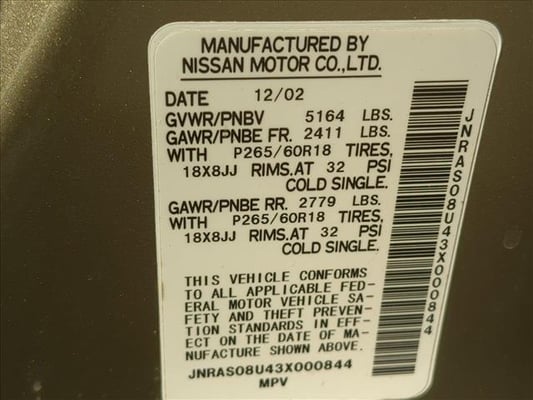 MANUFACTURED BY
NISSAN MOTOR CO.,LTD.
DATE 12/02
GVWR/PNBV 5164 LBS.
GAWR/PNBE FR. 2411 LBS.
WITH P265/60R18 TIRES,
18X8JJ RIMS,AT 32 PSI
COLD SINGLE.
GAWR/PNBE RR. 2779 LBS.
WITH P265/60R18 TIRES,
18X8JJ RIMS,AT 32 PSI
COLD SINGLE.
THIS VEHICLE CONFORMS
TO ALL APPLICABLE FED-
ERAL MOTOR VEHICLE SA-
FETY AND THEFT PREVEN-
TION STANDARDS IN EFF-
ECT ON THE DATE OF MA-
NUFACTURE SHOWN ABOVE.
JNRAS08U43X000844
MPV
JNRAS08U43X000844